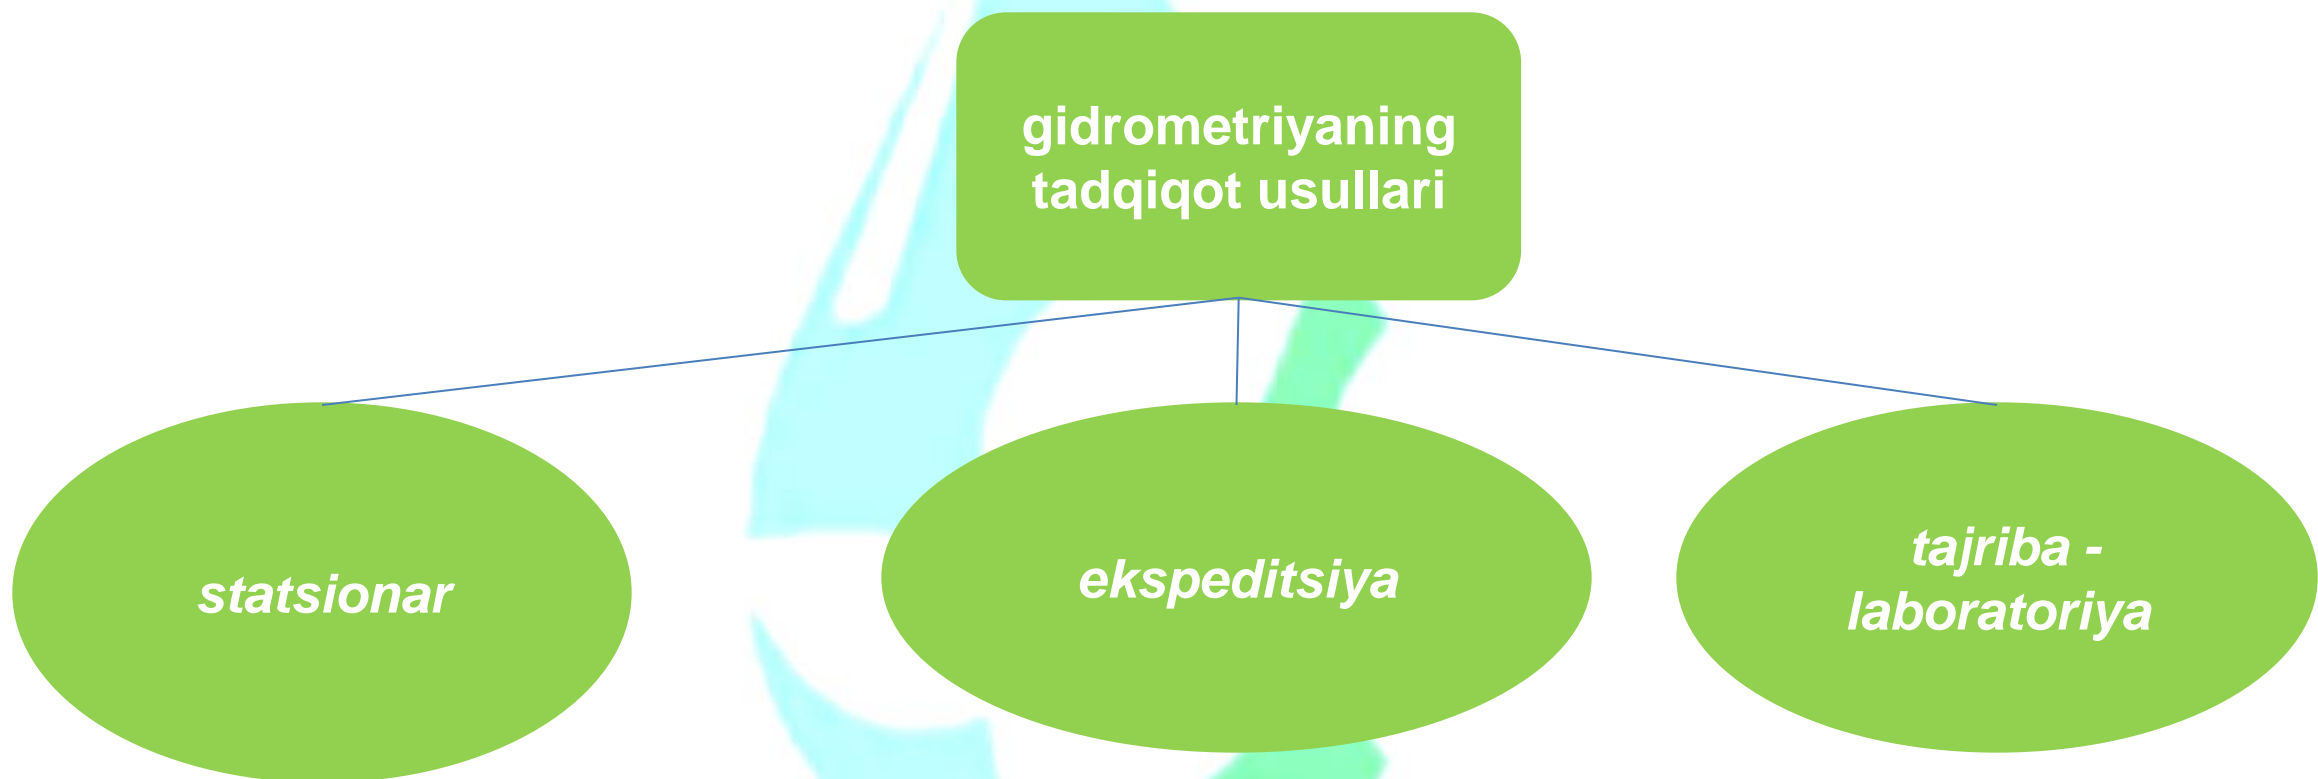 gidrometriyaning
tadqiqot usullari
statsionar
ekspeditsiya
tajriba -
laboratoriya